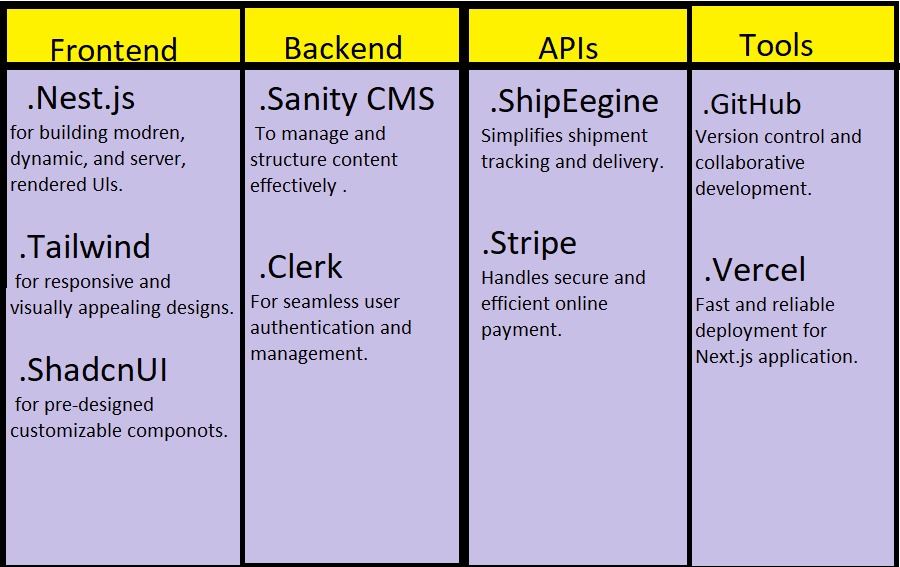 Frontend
.Nest.js
for building modren,
dynamic, and server,
rendered UIs.
.Tailwind
for responsive and
visually appealing designs.
.ShadcnUI
for pre-designed
customizable componots.
Backend
.Sanity CMS
To manage and
structure content
effectively .
.Clerk
For seamless user
authentication and
management.
APIs
.ShipEegine
Simplifies shipment
tracking and delivery.
.Stripe
Handles secure and
efficient online
payment.
Tools
.GitHub
Version control and
collaborative
development.
.Vercel
Fast and reliable
deployment for
Next.js application.